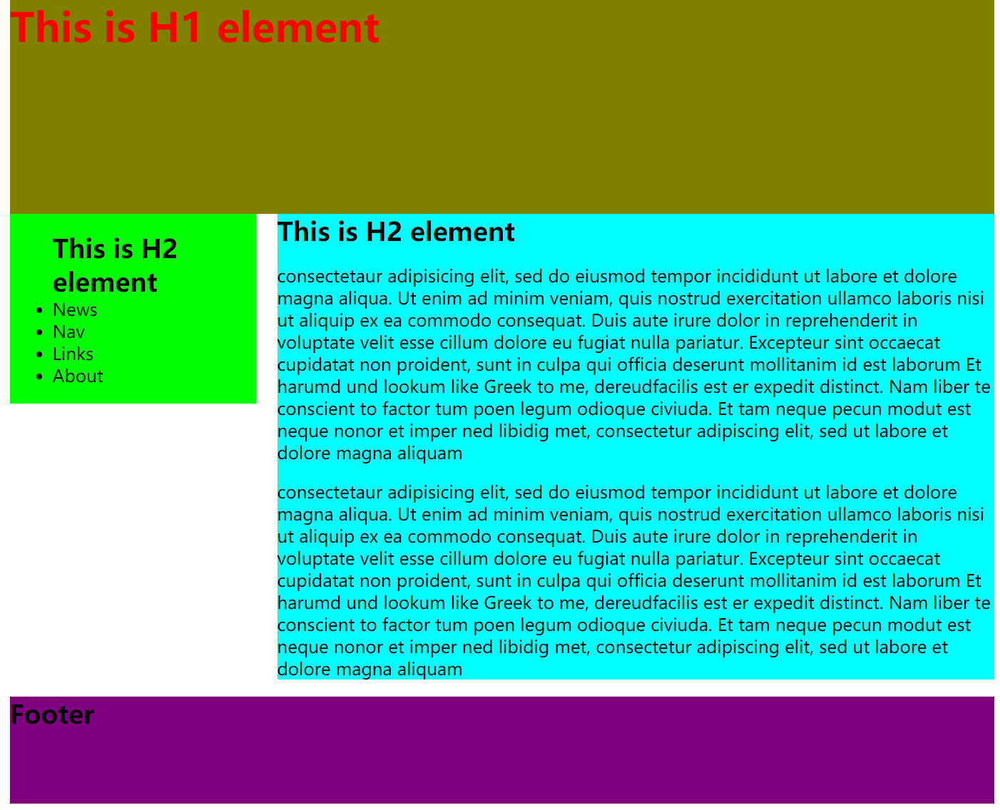 This is H1 element
This is H2
element
News
Nav
Links
About
This is H2 element
consectetaur adipisicing elit, sed do eiusmod tempor incididunt ut labore et dolore
magna aliqua. Ut enim ad minim veniam, quis nostrud exercitation ullamco laboris nisi
ut aliquip ex ea commodo consequat. Duis aute irure dolor in reprehenderit in
voluptate velit esse cillum dolore eu fugiat nulla pariatur. Excepteur sint occaecat
cupidatat non proident, sunt in culpa qui officia deserunt mollitanim id est laborum Et
harumd und lookum like Greek to me, dereudfacilis est er expedit distinct. Nam liber te
conscient to factor tum poen legum odioque civiuda. Et tam neque pecun modut est
neque nonor et imper ned libidig met, consectetur adipiscing elit, sed ut labore et
dolore magna aliquam
consectetaur adipisicing elit, sed do eiusmod tempor incididunt ut labore et dolore
magna aliqua. Ut enim ad minim veniam, quis nostrud exercitation ullamco laboris nisi
ut aliquip ex ea commodo consequat. Duis aute irure dolor in reprehenderit in
voluptate velit esse cillum dolore eu fugiat nulla pariatur. Excepteur sint occaecat
cupidatat non proident, sunt in culpa qui officia deserunt mollitanim id est laborum Et
harumd und lookum like Greek to me, dereudfacilis est er expedit distinct. Nam liber te
conscient to factor tum poen legum odioque civiuda. Et tam neque pecun modut est
neque nonor et imper ned libidig met, consectetur adipiscing elit, sed ut labore et
dolore magna aliquam
Footer